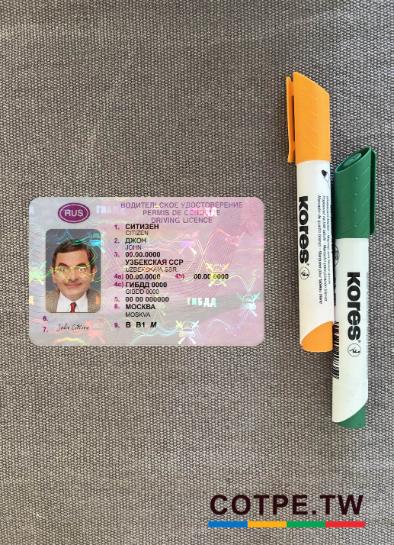 RUS
ВОДИТЕЛЬСКОЕ УДОСТОВЕРЕНИЕ
PERMIS DE CONDUIRE
DRIVING LICENCE
1. СИТИЗЕН
CITIZEN
2. ДЖОН
JOHN
3. 00.00.0000
УЗБЕКСКАЯ ССР
UZBEKSKAYA SSR
4a) 00.00.0000 4b) 00.00.0000
4c) ГИБДД 0000
GIBDD 0000
5. 00 00 000000
ГИБДД
8. МОСКВА
MOSKVA
6.
7. John Citizen
9. B B1 M
kores
kores
COTPE.TW